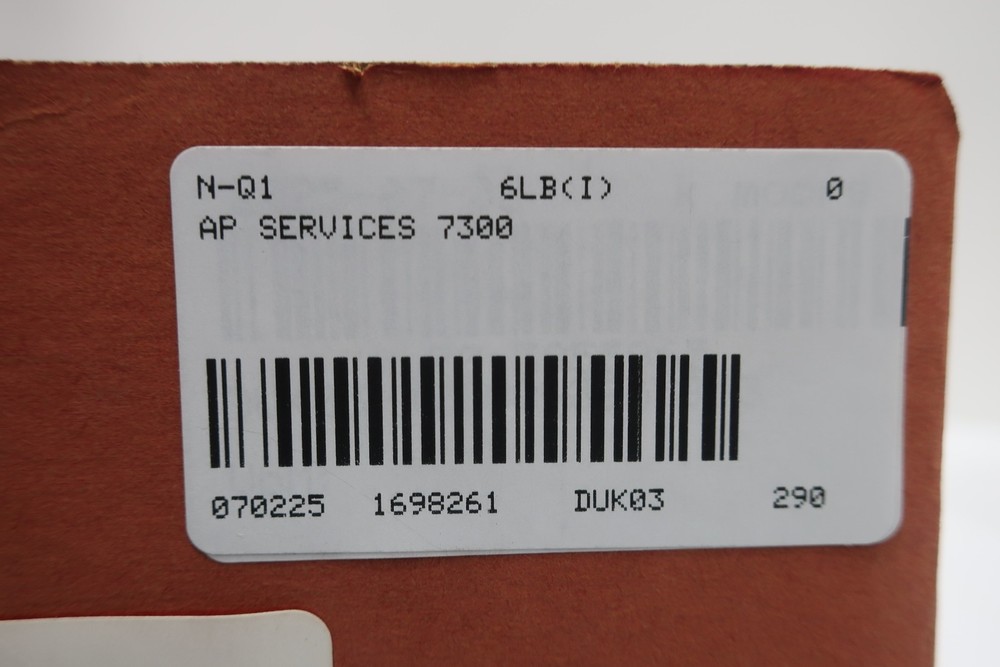 N-Q1 6LB(I) 0
AP SERVICES 7300
070225 1698261 DUK03 290